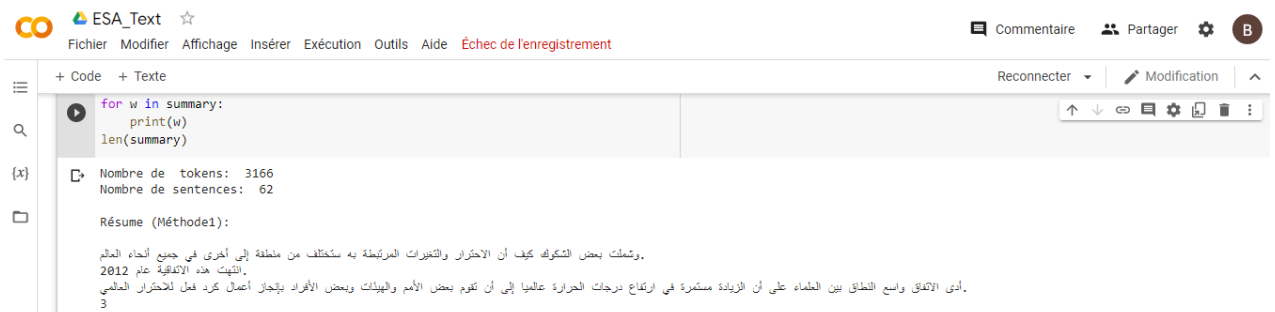 CO ESA_Text
Fichier Modifier Affichage Insérer Exécution Outils Aide Échec de l'enregistrement
Commentaire Partager B
+ Code + Texte
Reconnecter Modification
for w in summary:
print(w)
len(summary)
{x}
Nombre de tokens: 3166
Nombre de sentences: 62
Résume (Méthode1):
وشملت بعض الشكوك كيف أن الاحترار والتغيرات المرتبطة به ستختلف من منطقة إلى أخرى في جميع أنحاء العالم.
انتهت هذه الاتفاقية عام 2012.
أدى الاتفاق واسع النطاق بين العلماء على أن الزيادة مستمرة في ارتفاع درجات الحرارة عالميا إلى أن تقوم بعض الأمم والهيئات وبعض الأفراد بإنجاز أعمال كرد فعل للاحترار العالمي.
3